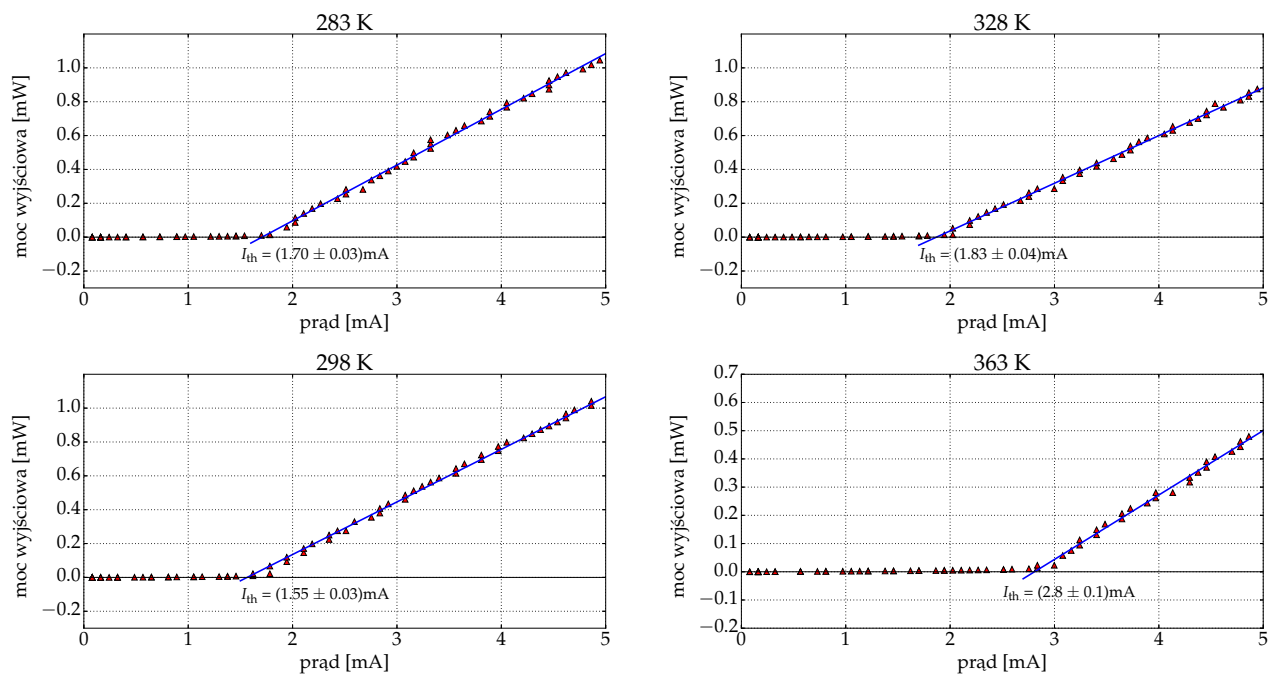 283 K
moc wyjściowa [mW]
1.0
0.8
0.6
0.4
0.2
0.0
−0.2
I_th = (1.70 ± 0.03)mA
0 1 2 3 4 5
prąd [mA]
328 K
moc wyjściowa [mW]
1.0
0.8
0.6
0.4
0.2
0.0
−0.2
I_th = (1.83 ± 0.04)mA
0 1 2 3 4 5
prąd [mA]
298 K
moc wyjściowa [mW]
1.0
0.8
0.6
0.4
0.2
0.0
−0.2
I_th = (1.55 ± 0.03)mA
0 1 2 3 4 5
prąd [mA]
363 K
moc wyjściowa [mW]
0.7
0.6
0.5
0.4
0.3
0.2
0.1
0.0
−0.1
−0.2
I_th = (2.8 ± 0.1)mA
0 1 2 3 4 5
prąd [mA]